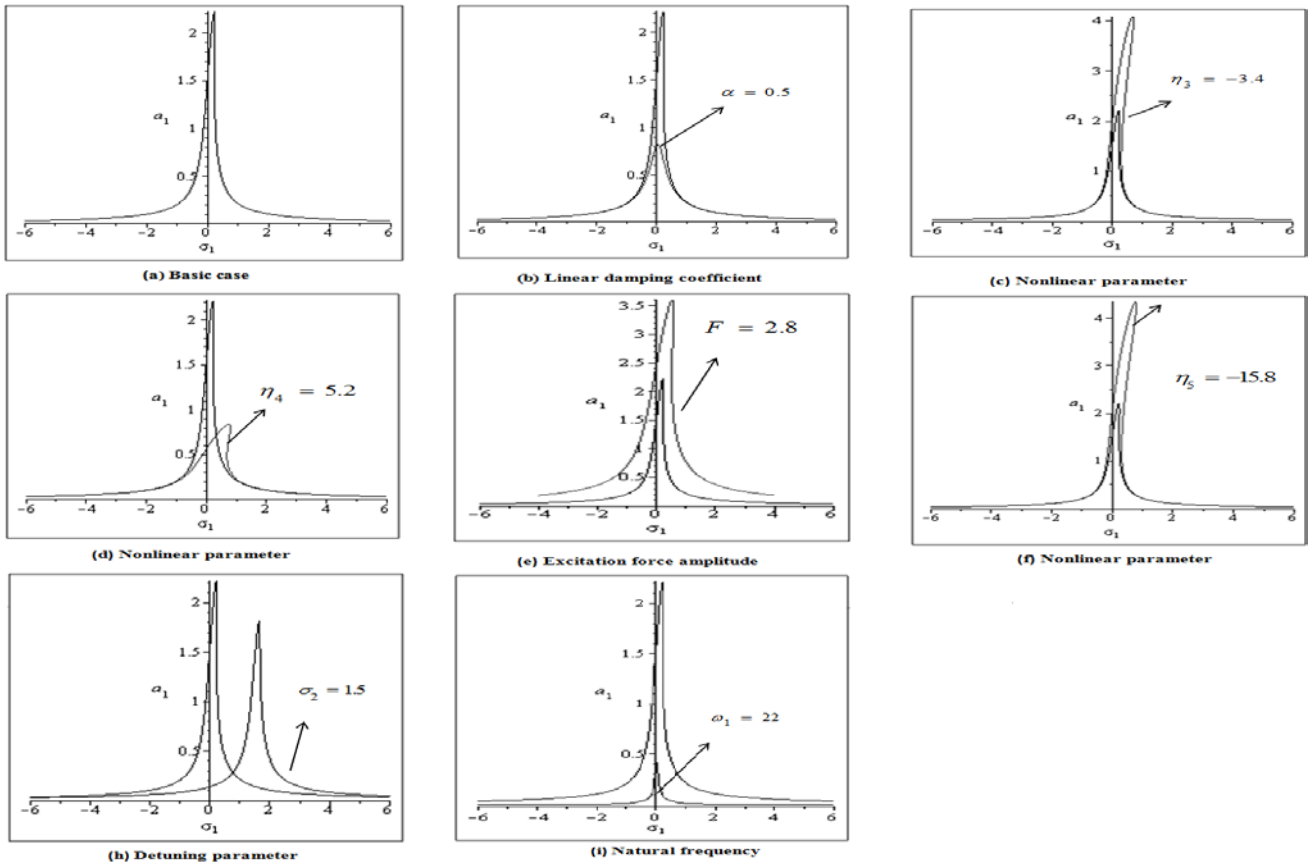 2
1.5
a₁
1
0.5
-6 -4 -2 0 2 4 6
σ₁
(a) Basic case
2
1.5
α = 0.5
a₁
1
0.5
-6 -4 -2 0 2 4 6
σ₁
(b) Linear damping coefficient
4
3
η₃ = −3.4
a₁ 2
1
-6 -4 -2 0 2 4 6
σ₁
(c) Nonlinear parameter
2
1.5
a₁
1
η₄ = 5.2
0.5
-6 -4 -2 0 2 4 6
σ₁
(d) Nonlinear parameter
3.5
3
F = 2.8
2.5
2
a₁
1.5
1
0.5
-6 -4 -2 0 2 4 6
σ₁
(e) Excitation force amplitude
4
3
η₅ = −15.8
a₁ 2
1
-6 -4 -2 0 2 4 6
σ₁
(f) Nonlinear parameter
2
1.5
a₁
σ₂ = 1.5
1
0.5
-6 -4 -2 0 2 4 6
σ₁
(h) Detuning parameter
2
1.5
a₁
1
ω₁ = 22
0.5
-6 -4 -2 0 2 4 6
σ₁
(i) Natural frequency